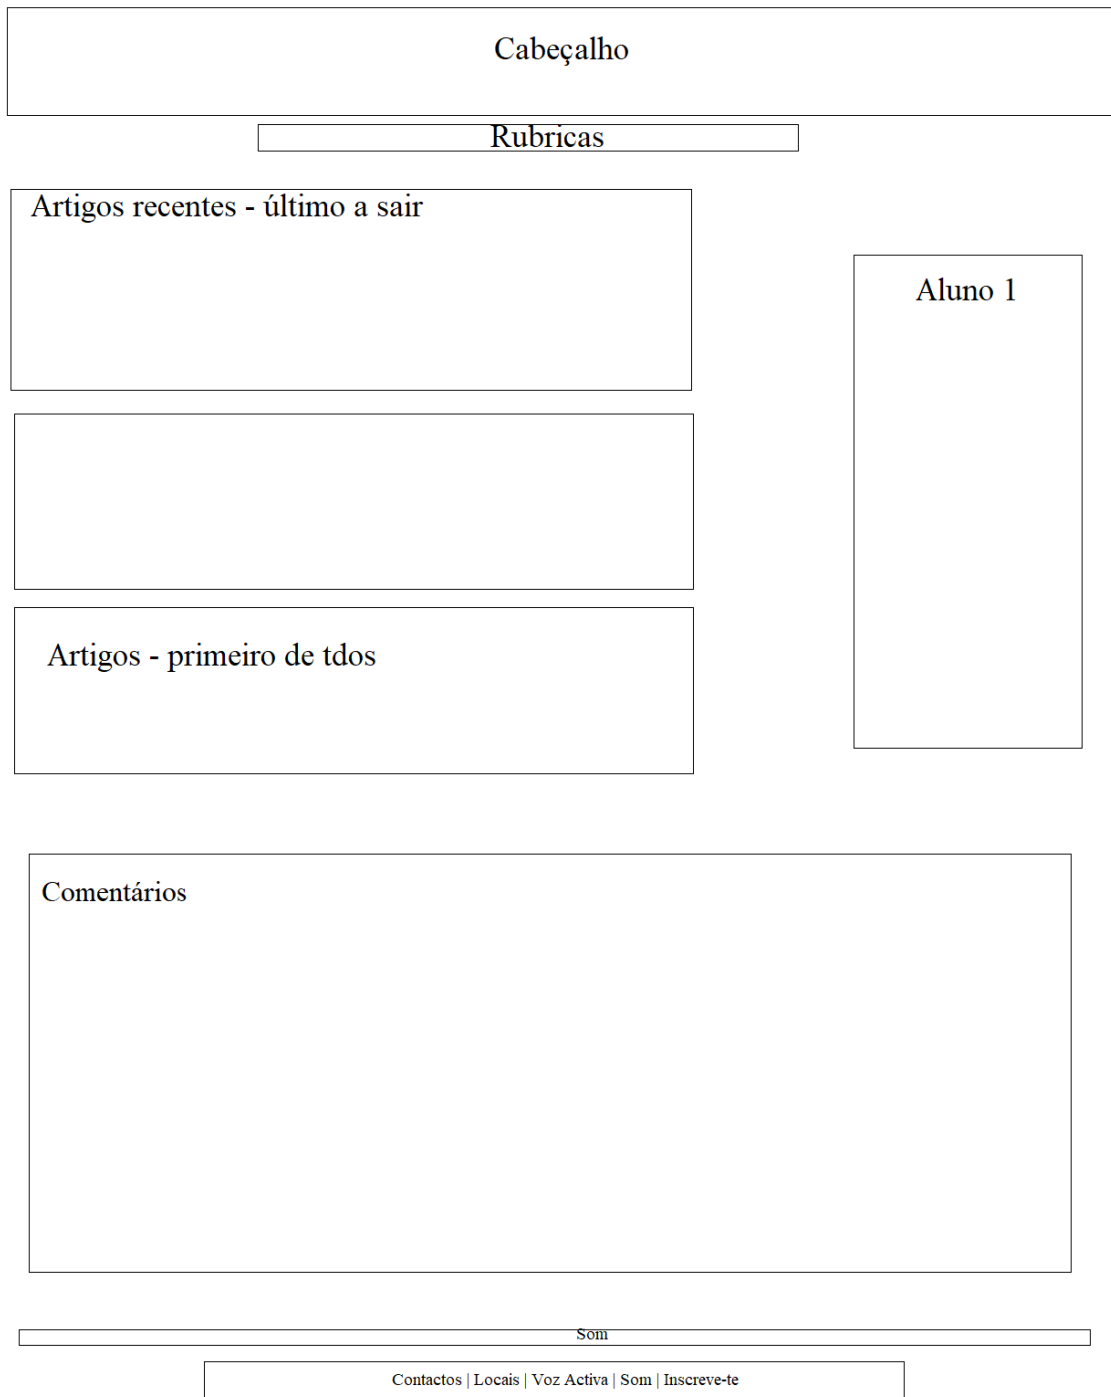 Cabeçalho
Rubricas
Artigos recentes - último a sair
Aluno 1
Artigos - primeiro de tdos
Comentários
Som
Contactos | Locais | Voz Activa | Som | Inscreve-te